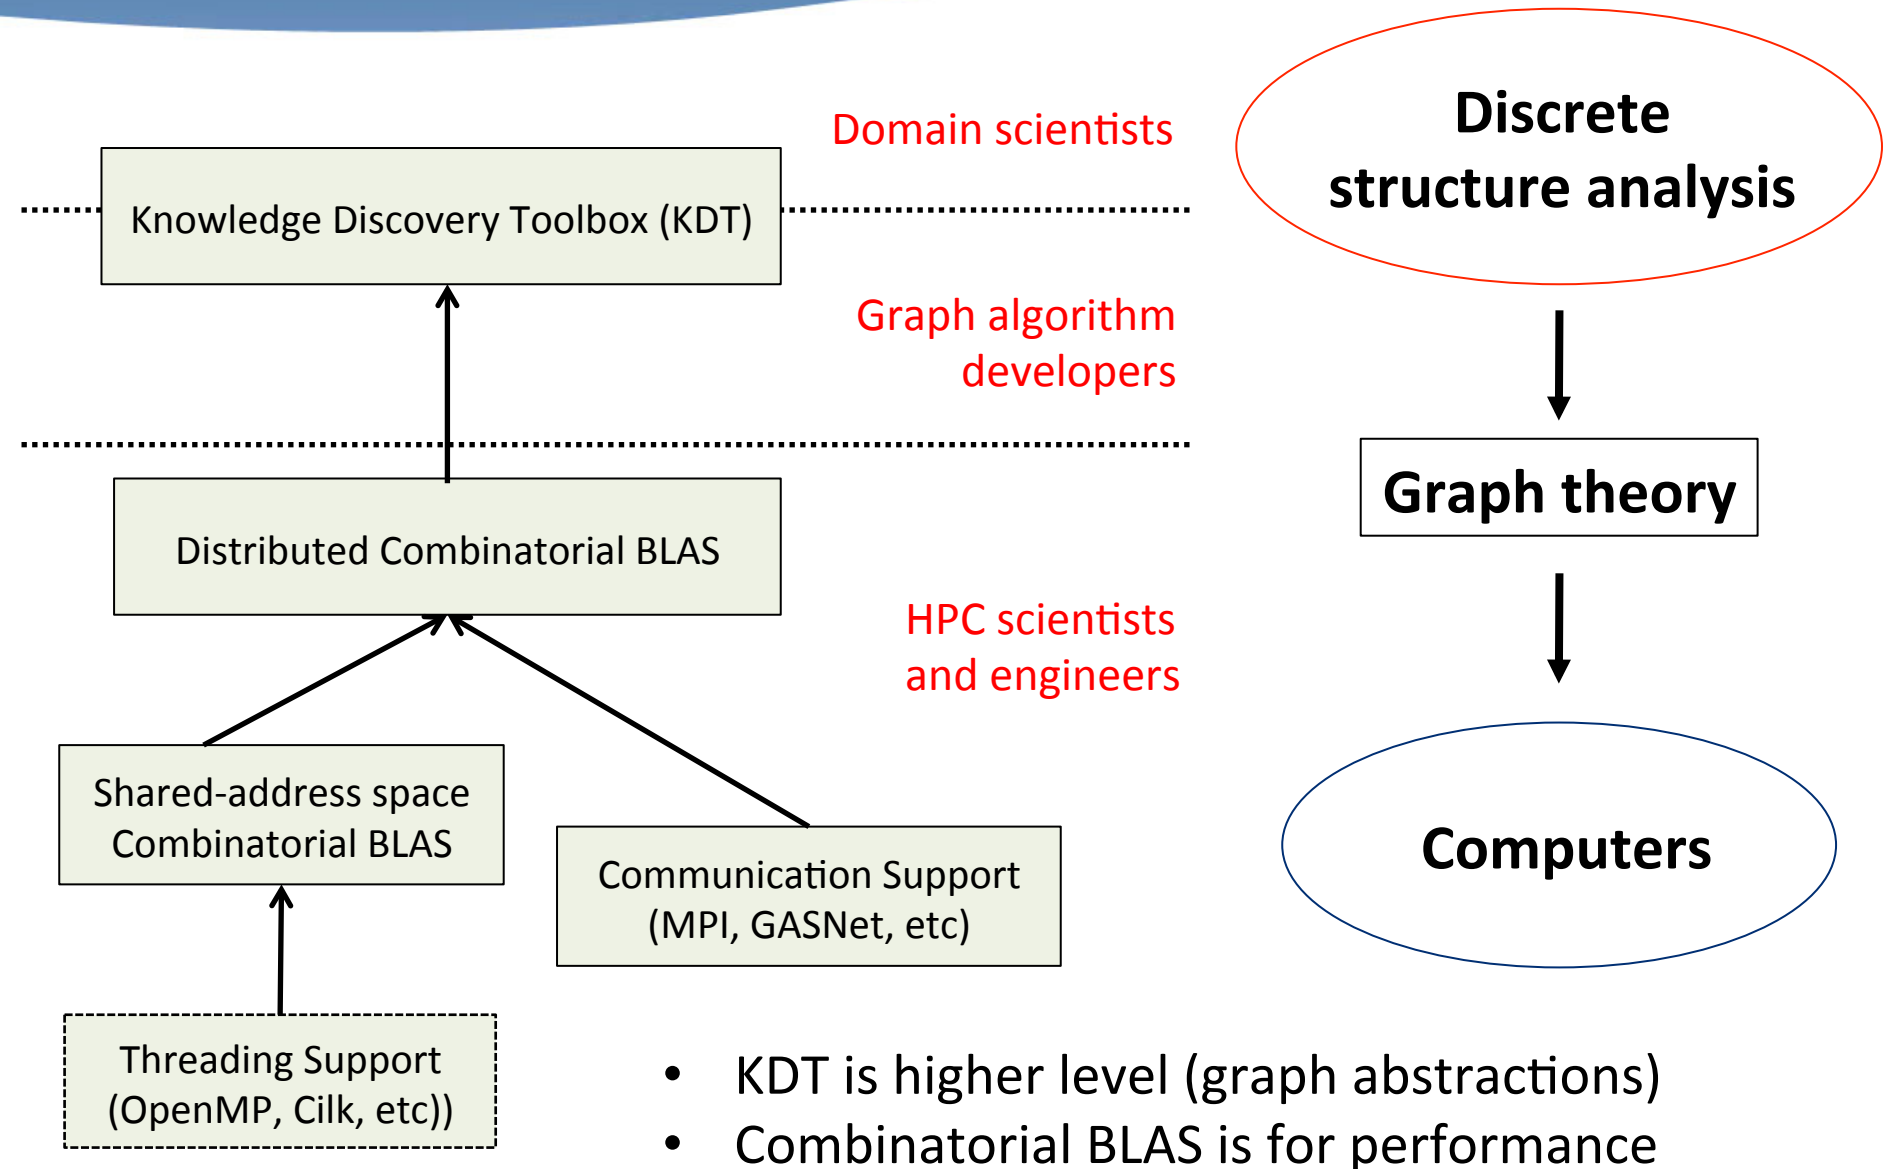 Domain scientists
Knowledge Discovery Toolbox (KDT)
Graph algorithm
developers
Distributed Combinatorial BLAS
HPC scientists
and engineers
Shared-address space
Combinatorial BLAS
Communication Support
(MPI, GASNet, etc)
Threading Support
(OpenMP, Cilk, etc))
Discrete
structure analysis
Graph theory
Computers
• KDT is higher level (graph abstractions)
• Combinatorial BLAS is for performance